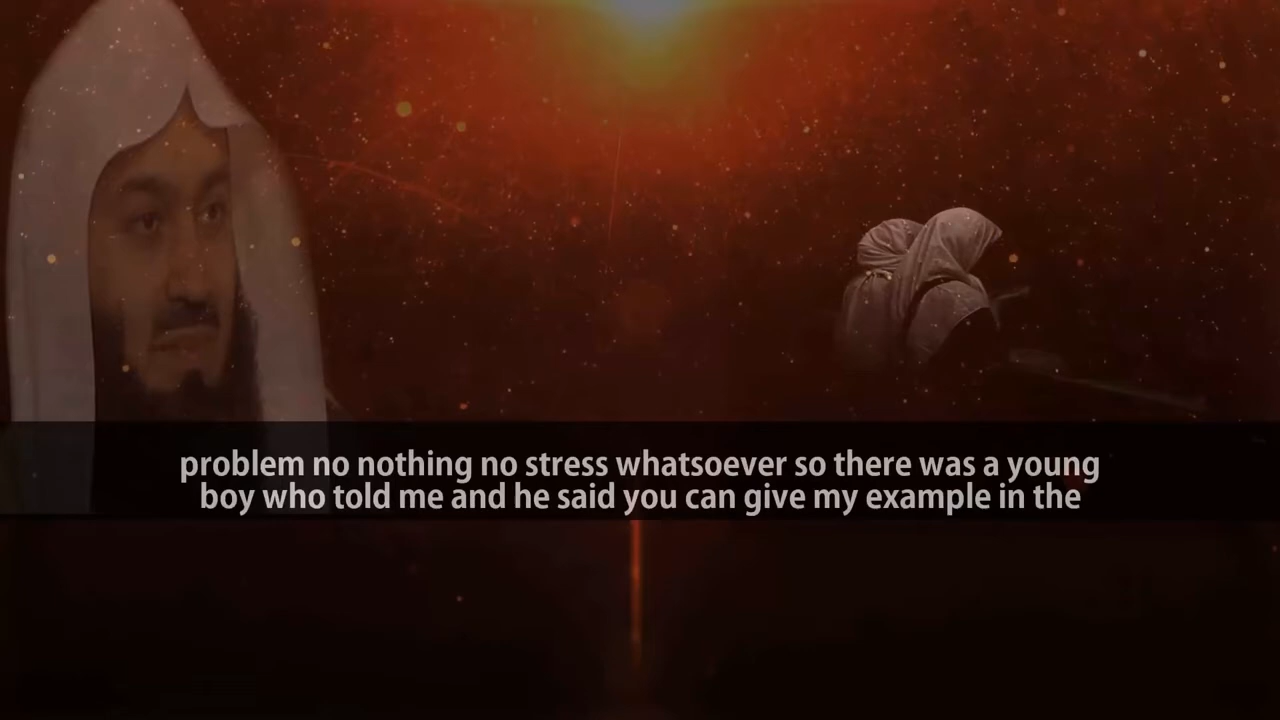 problem no nothing no stress whatsoever so there was a young
boy who told me and he said you can give my example in the